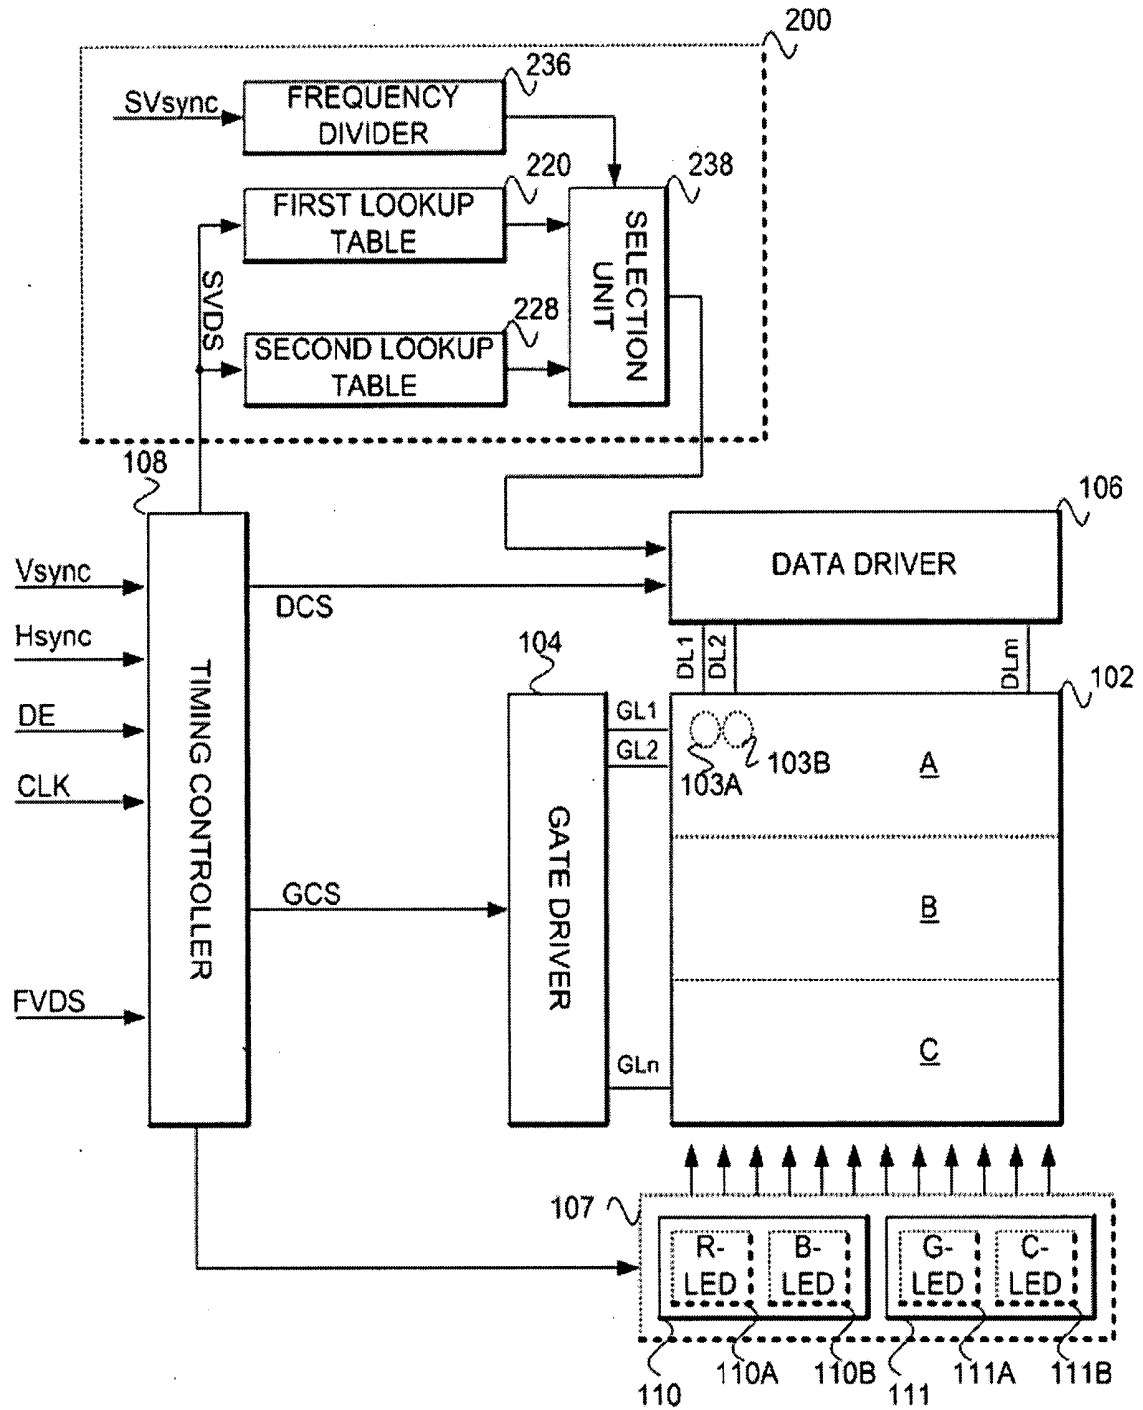 200
236
SVsync
FREQUENCY
DIVIDER
220
238
FIRST LOOKUP
TABLE
SELECTION
UNIT
SVDS
228
SECOND LOOKUP
TABLE
108
106
Vsync
DATA DRIVER
DCS
Hsync
104
DL1
DL2
DLm
102
TIMING CONTROLLER
GL1
DE
GL2
103A
103B
A
CLK
GATE DRIVER
GCS
B
FVDS
C
GLn
107
R-
LED
B-
LED
G-
LED
C-
LED
110
110A
110B
111
111A
111B